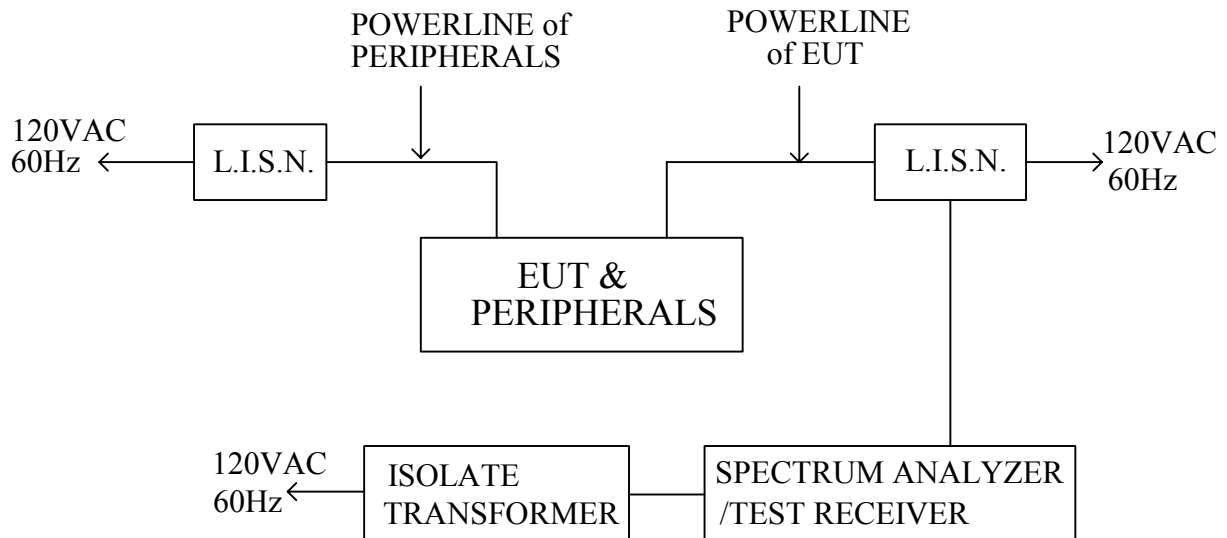 POWERLINE of
PERIPHERALS
POWERLINE
of EUT
120VAC
60Hz
L.I.S.N.
L.I.S.N.
120VAC
60Hz
EUT &
PERIPHERALS
120VAC
60Hz
ISOLATE
TRANSFORMER
SPECTRUM ANALYZER
/TEST RECEIVER